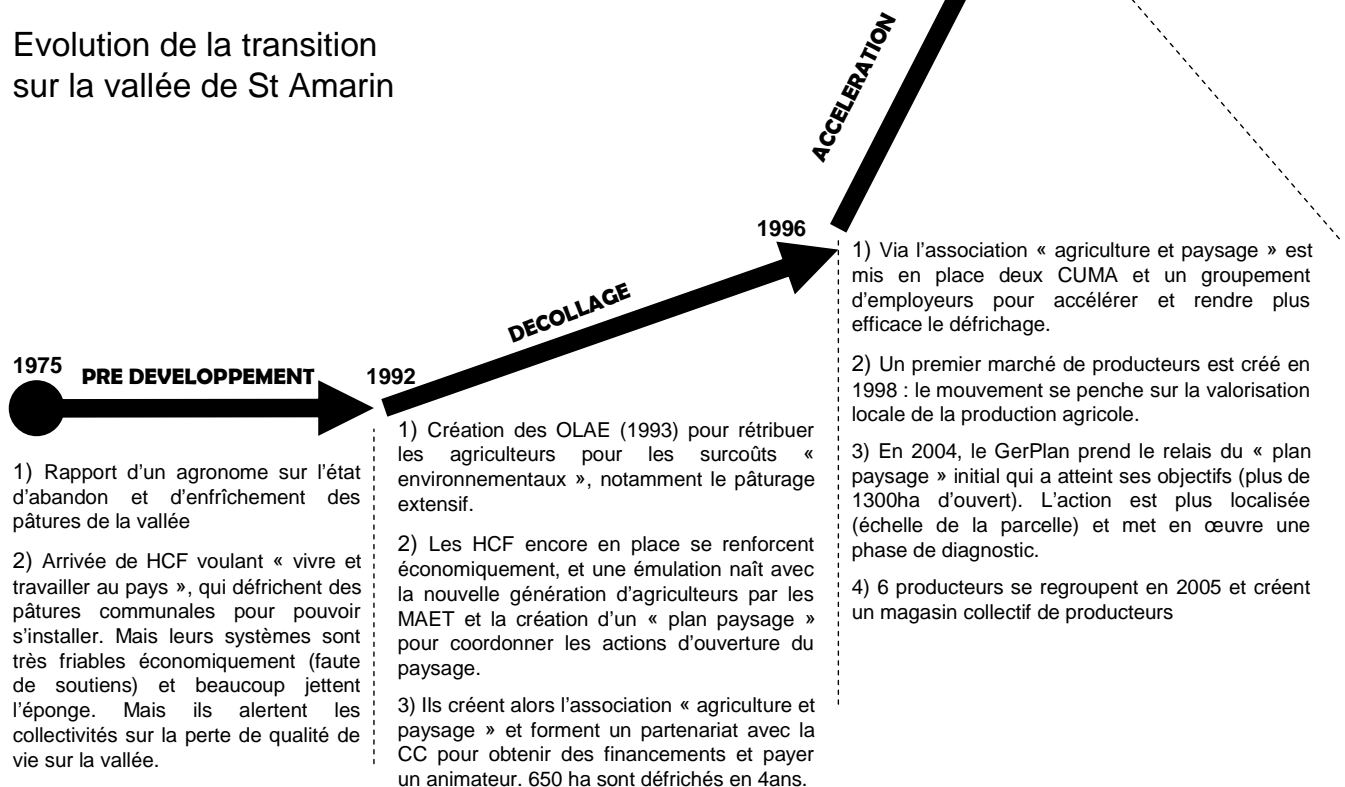 Evolution de la transition
sur la vallée de St Amarin
1975
PRE DEVELOPPEMENT
1) Rapport d'un agronome sur l'état
d'abandon et d'enfrîchement des
pâtures de la vallée
2) Arrivée de HCF voulant « vivre et
travailler au pays », qui défrichent des
pâtures communales pour pouvoir
s'installer. Mais leurs systèmes sont
très friables économiquement (faute
de soutiens) et beaucoup jettent
l'éponge. Mais ils alertent les
collectivités sur la perte de qualité de
vie sur la vallée.
1992
DECOLLAGE
1) Création des OLAE (1993) pour rétribuer
les agriculteurs pour les surcoûts «
environnementaux », notamment le pâturage
extensif.
2) Les HCF encore en place se renforcent
économiquement, et une émulation naît avec
la nouvelle génération d'agriculteurs par les
MAET et la création d'un « plan paysage »
pour coordonner les actions d'ouverture du
paysage.
3) Ils créent alors l'association « agriculture et
paysage » et forment un partenariat avec la
CC pour obtenir des financements et payer
un animateur. 650 ha sont défrichés en 4ans.
1996
ACCELERATION
1) Via l'association « agriculture et paysage » est
mis en place deux CUMA et un groupement
d'employeurs pour accélérer et rendre plus
efficace le défrichage.
2) Un premier marché de producteurs est créé en
1998 : le mouvement se penche sur la valorisation
locale de la production agricole.
3) En 2004, le GerPlan prend le relais du « plan
paysage » initial qui a atteint ses objectifs (plus de
1300ha d'ouvert). L'action est plus localisée
(échelle de la parcelle) et met en œuvre une
phase de diagnostic.
4) 6 producteurs se regroupent en 2005 et créent
un magasin collectif de producteurs